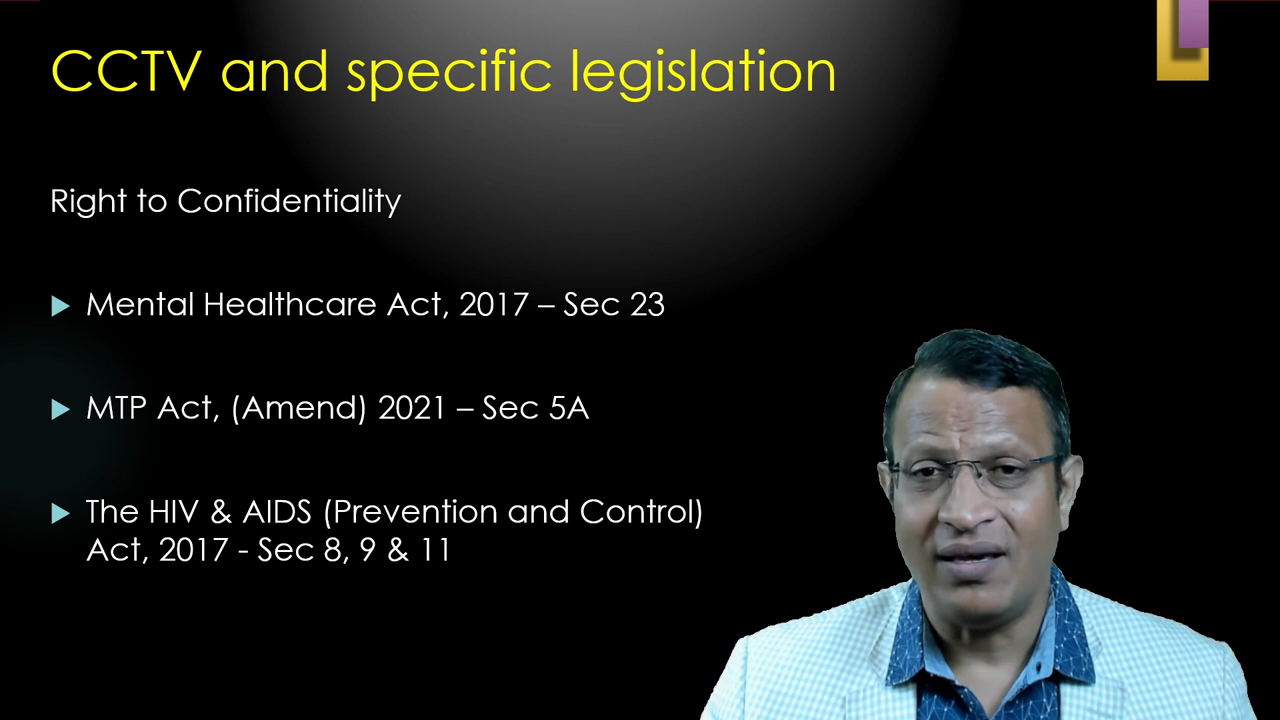 CCTV and specific legislation
Right to Confidentiality
Mental Healthcare Act, 2017 – Sec 23
MTP Act, (Amend) 2021 – Sec 5A
The HIV & AIDS (Prevention and Control)
Act, 2017 - Sec 8, 9 & 11